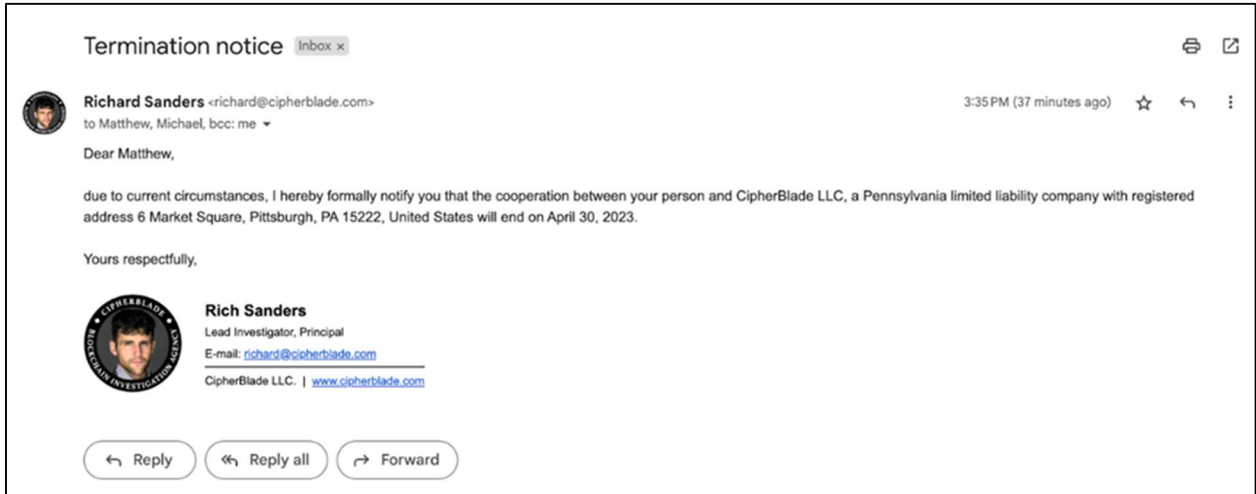 Termination notice Inbox ×
Richard Sanders <richard@cipherblade.com> 3:35 PM (37 minutes ago)
to Matthew, Michael, bcc: me
Dear Matthew,
due to current circumstances, I hereby formally notify you that the cooperation between your person and CipherBlade LLC, a Pennsylvania limited liability company with registered
address 6 Market Square, Pittsburgh, PA 15222, United States will end on April 30, 2023.
Yours respectfully,
CIPHERBLADE
BLOCKCHAIN INVESTIGATION AGENCY
Rich Sanders
Lead Investigator, Principal
E-mail: richard@cipherblade.com
CipherBlade LLC. | www.cipherblade.com
Reply Reply all Forward